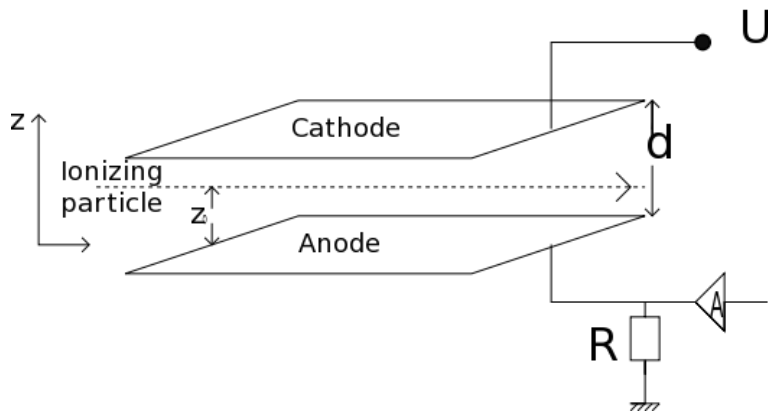 U
Cathode
z
d
Ionizing
particle
z₀
Anode
A
R